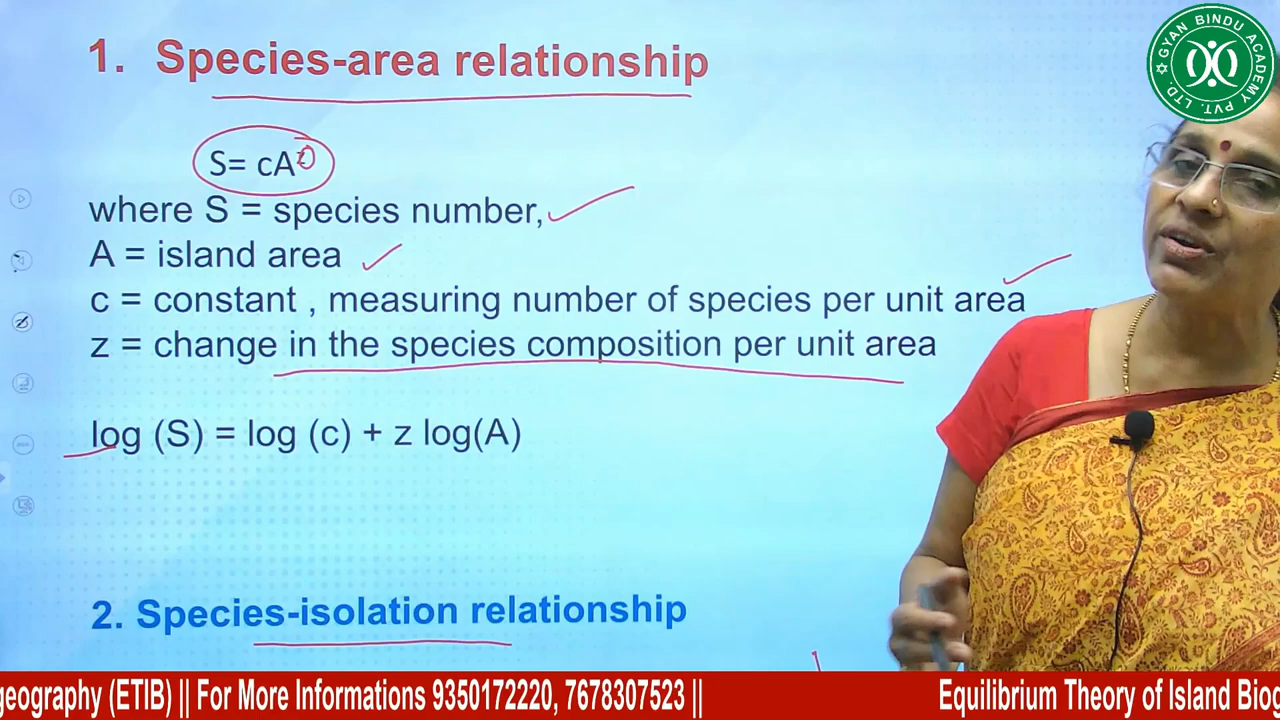 1. Species-area relationship
S= cAᶻ
where S = species number,
A = island area
c = constant , measuring number of species per unit area
z = change in the species composition per unit area
log (S) = log (c) + z log(A)
2. Species-isolation relationship
GYAN BINDU ACADEMY PVT. LTD.
geography (ETIB) || For More Informations 9350172220, 7678307523 ||
Equilibrium Theory of Island Biog